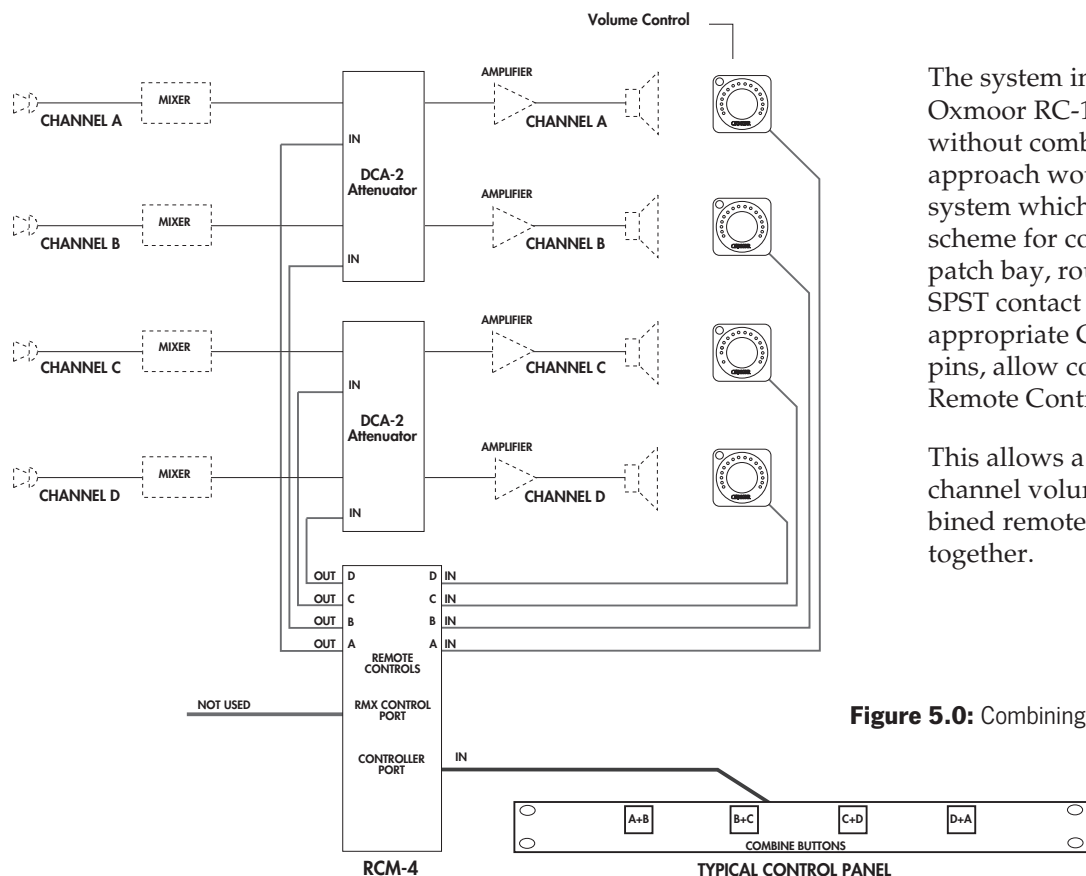 Volume Control
AMPLIFIER
MIXER
CHANNEL A
CHANNEL A
IN
DCA-2
Attenuator
AMPLIFIER
MIXER
CHANNEL B
CHANNEL B
IN
AMPLIFIER
MIXER
CHANNEL C
CHANNEL C
IN
DCA-2
Attenuator
AMPLIFIER
MIXER
CHANNEL D
CHANNEL D
IN
OUT D D IN
OUT C C IN
OUT B B IN
OUT A A IN
REMOTE
CONTROLS
NOT USED
RMX CONTROL
PORT
CONTROLLER
PORT
IN
A+B B+C C+D D+A
COMBINE BUTTONS
RCM-4
TYPICAL CONTROL PANEL
The system in
Oxmoor RC-1
without comb
approach wou
system which
scheme for co
patch bay, rou
SPST contact
appropriate C
pins, allow co
Remote Contr
This allows a
channel volum
bined remote
together.
Figure 5.0: Combining